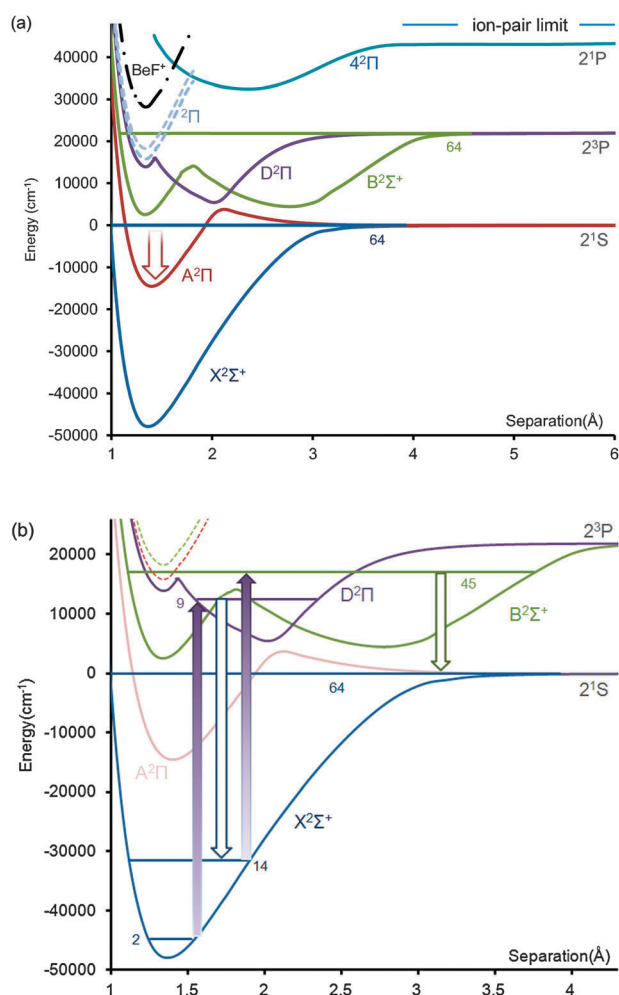 (a)
ion-pair limit
40000
BeF⁺
4²Π
2¹P
30000
²Π
20000
2³P
64
D²Π
B²Σ⁺
10000
0
2¹S
64
-10000
A²Π
-20000
-30000
X²Σ⁺
-40000
Separation(Å)
-50000
1 2 3 4 5 6
Energy (cm⁻¹)
(b)
20000
2³P
45
9
D²Π
B²Σ⁺
10000
0
2¹S
64
-10000
A²Π
-20000
X²Σ⁺
-30000
14
-40000
2
Separation(Å)
-50000
1 1.5 2 2.5 3 3.5 4
Energy(cm⁻¹)